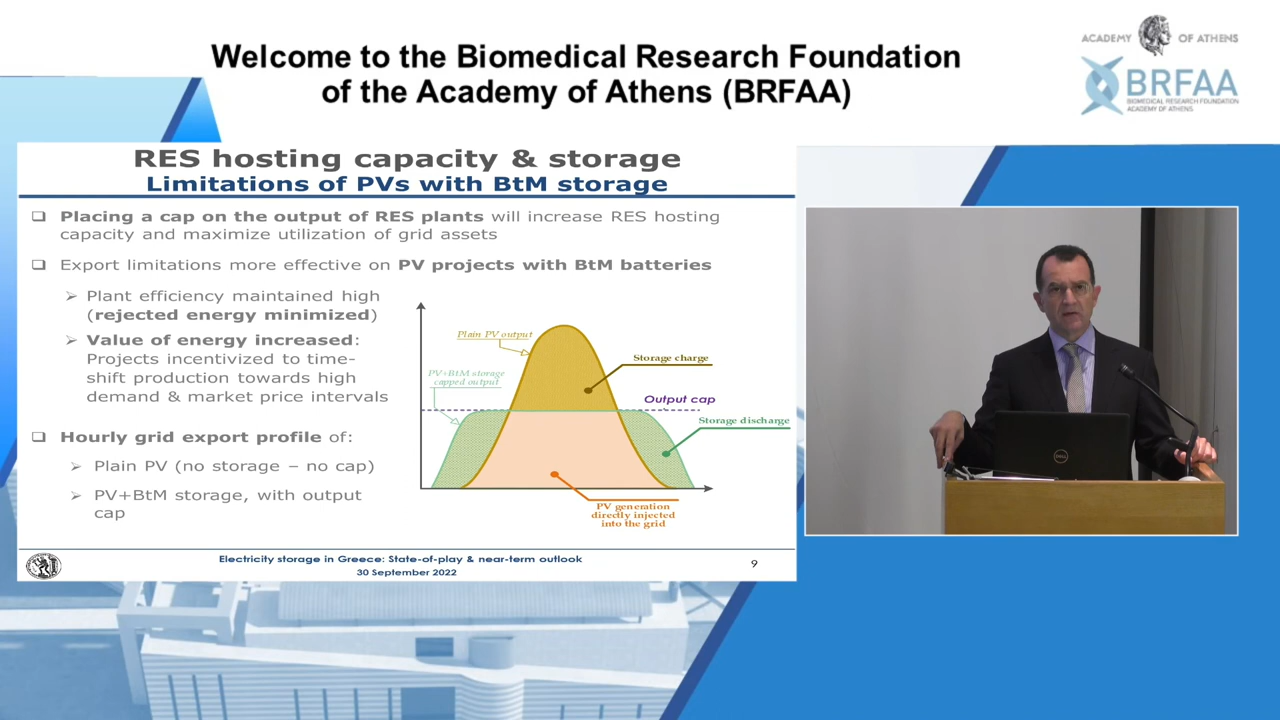 Welcome to the Biomedical Research Foundation
of the Academy of Athens (BRFAA)
ACADEMY OF ATHENS
BRFAA
BIOMEDICAL RESEARCH FOUNDATION
ACADEMY OF ATHENS
RES hosting capacity & storage
Limitations of PVs with BtM storage
Placing a cap on the output of RES plants will increase RES hosting
capacity and maximize utilization of grid assets
Export limitations more effective on PV projects with BtM batteries
Plant efficiency maintained high
(rejected energy minimized)
Value of energy increased:
Projects incentivized to time-
shift production towards high
demand & market price intervals
Hourly grid export profile of:
Plain PV (no storage – no cap)
PV+BtM storage, with output
cap
Plain PV output
Storage charge
PV+BtM storage
capped output
Output cap
Storage discharge
PV generation
directly injected
into the grid
Electricity storage in Greece: State-of-play & near-term outlook
30 September 2022
9
DELL